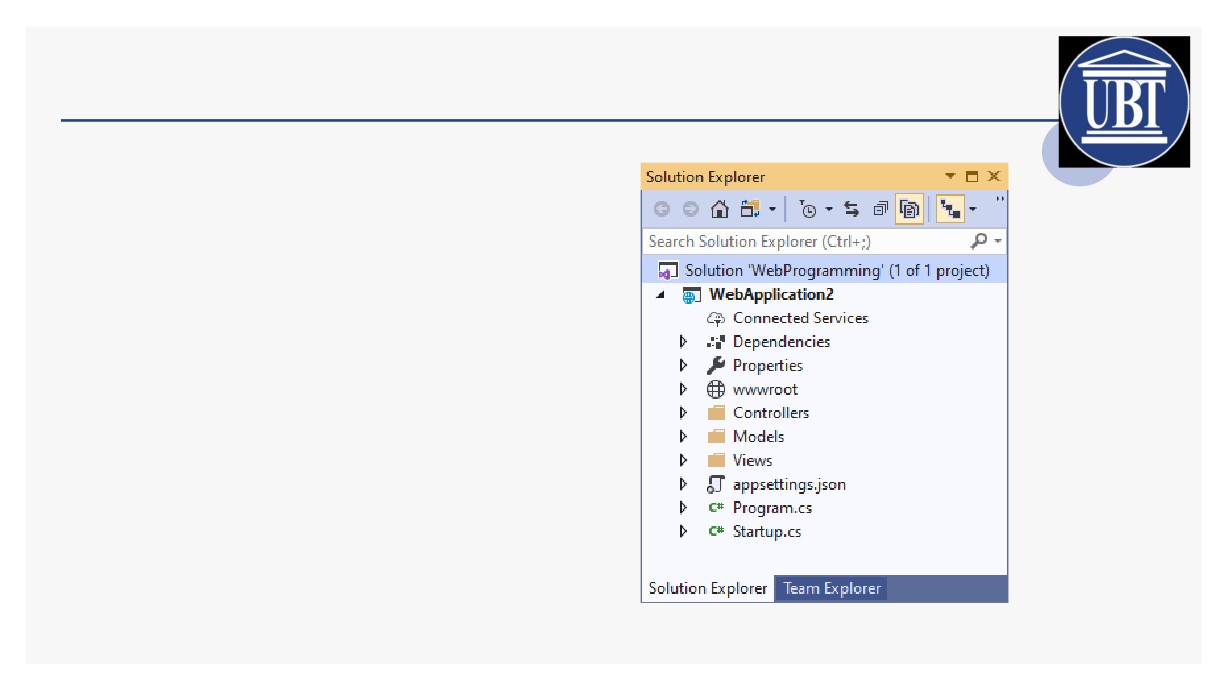 UBT
Solution Explorer
Search Solution Explorer (Ctrl+;)
Solution 'WebProgramming' (1 of 1 project)
WebApplication2
Connected Services
Dependencies
Properties
wwwroot
Controllers
Models
Views
appsettings.json
C# Program.cs
C# Startup.cs
Solution Explorer Team Explorer